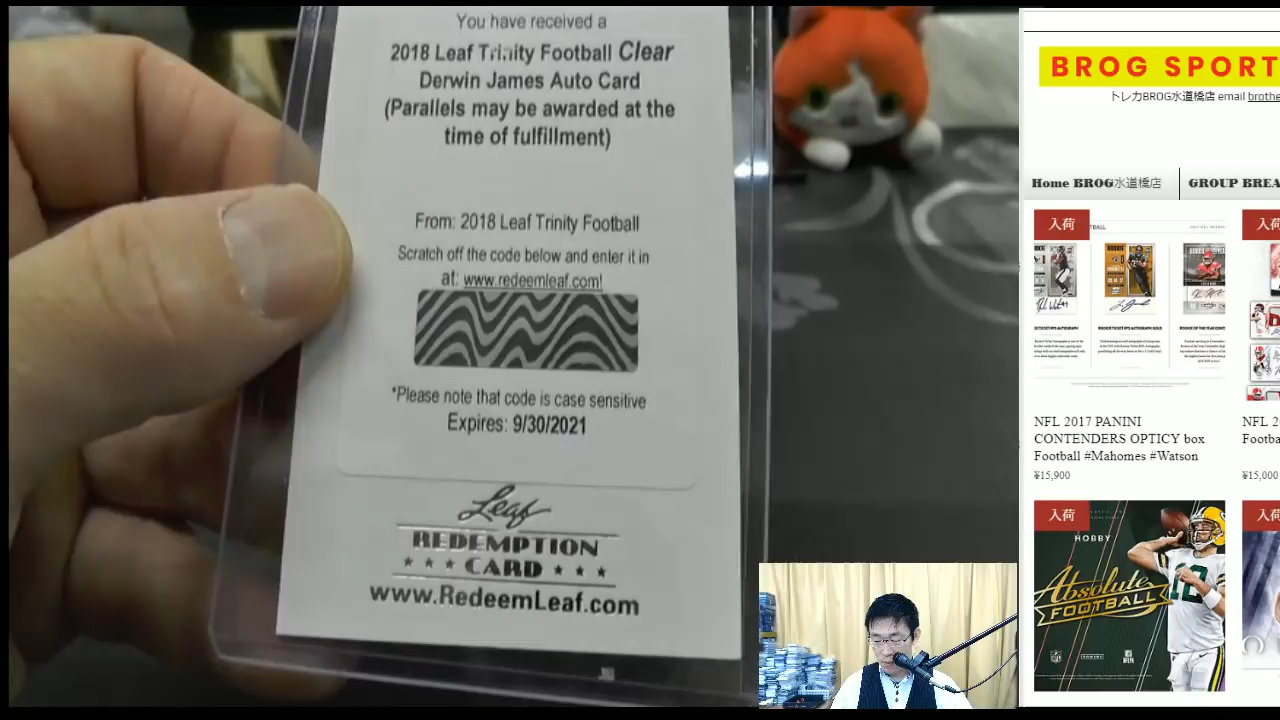 You have received a
2018 Leaf Trinity Football Clear
Derwin James Auto Card
(Parallels may be awarded at the
time of fulfillment)
From: 2018 Leaf Trinity Football
Scratch off the code below and enter it in
at: www.redeemleaf.com!
*Please note that code is case sensitive
Expires: 9/30/2021
Leaf
REDEMPTION
CARD
www.RedeemLeaf.com
BROG SPORT
トレカBROG水道橋店 email brothe
Home BROG水道橋店
GROUP BREA
入荷
入荷
NFL 2017 PANINI
CONTENDERS OPTICY box
Football #Mahomes #Watson
¥15,900
NFL 2
Footba
¥15,000
入荷
入荷
HOBBY
Absolute
FOOTBALL